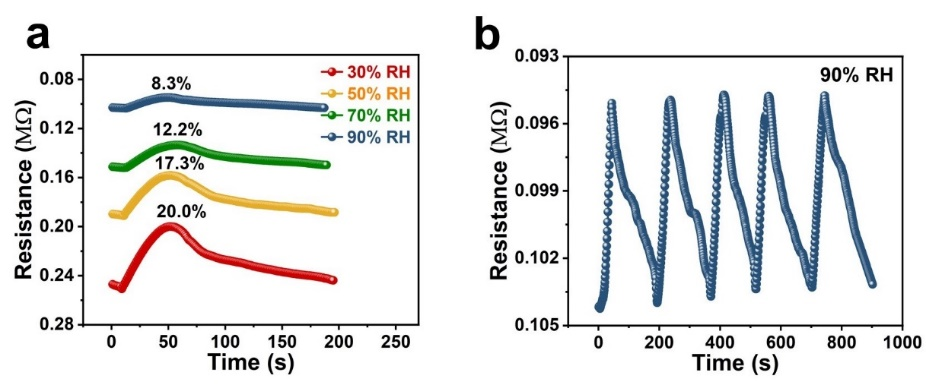 a
0.08
0.12
0.16
0.20
0.24
0.28
Resistance (MΩ)
8.3%
12.2%
17.3%
20.0%
30% RH
50% RH
70% RH
90% RH
0
50
100
150
200
250
Time (s)
b
0.093
0.096
0.099
0.102
0.105
Resistance (MΩ)
90% RH
0
200
400
600
800
1000
Time (s)